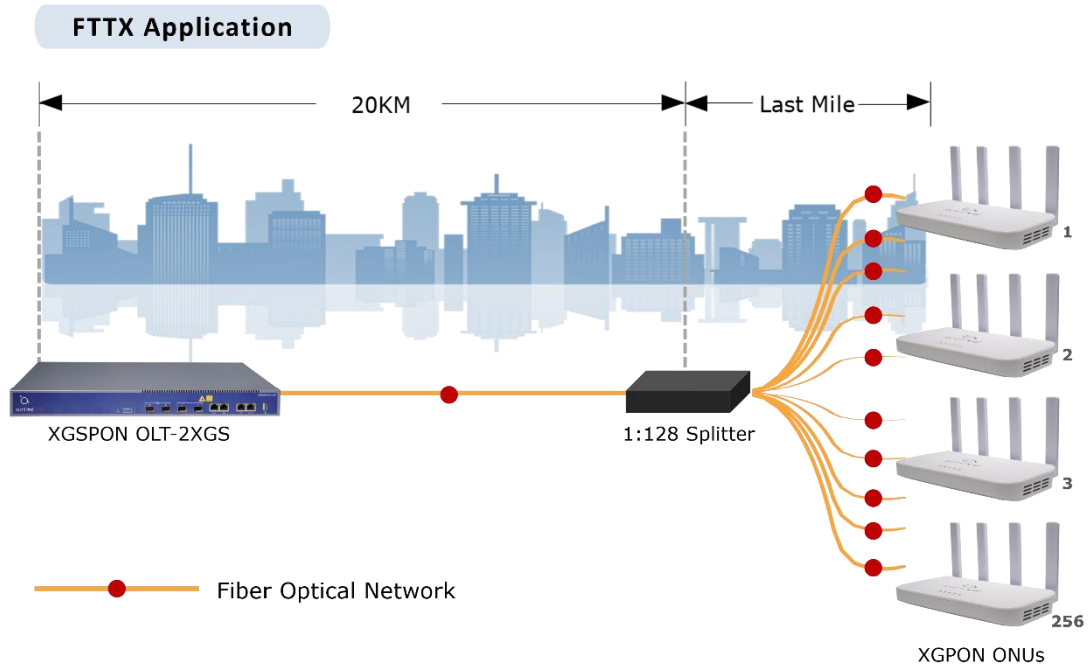 FTTX Application
20KM
Last Mile
1
2
3
256
XGSPON OLT-2XGS
1:128 Splitter
Fiber Optical Network
XGPON ONUs